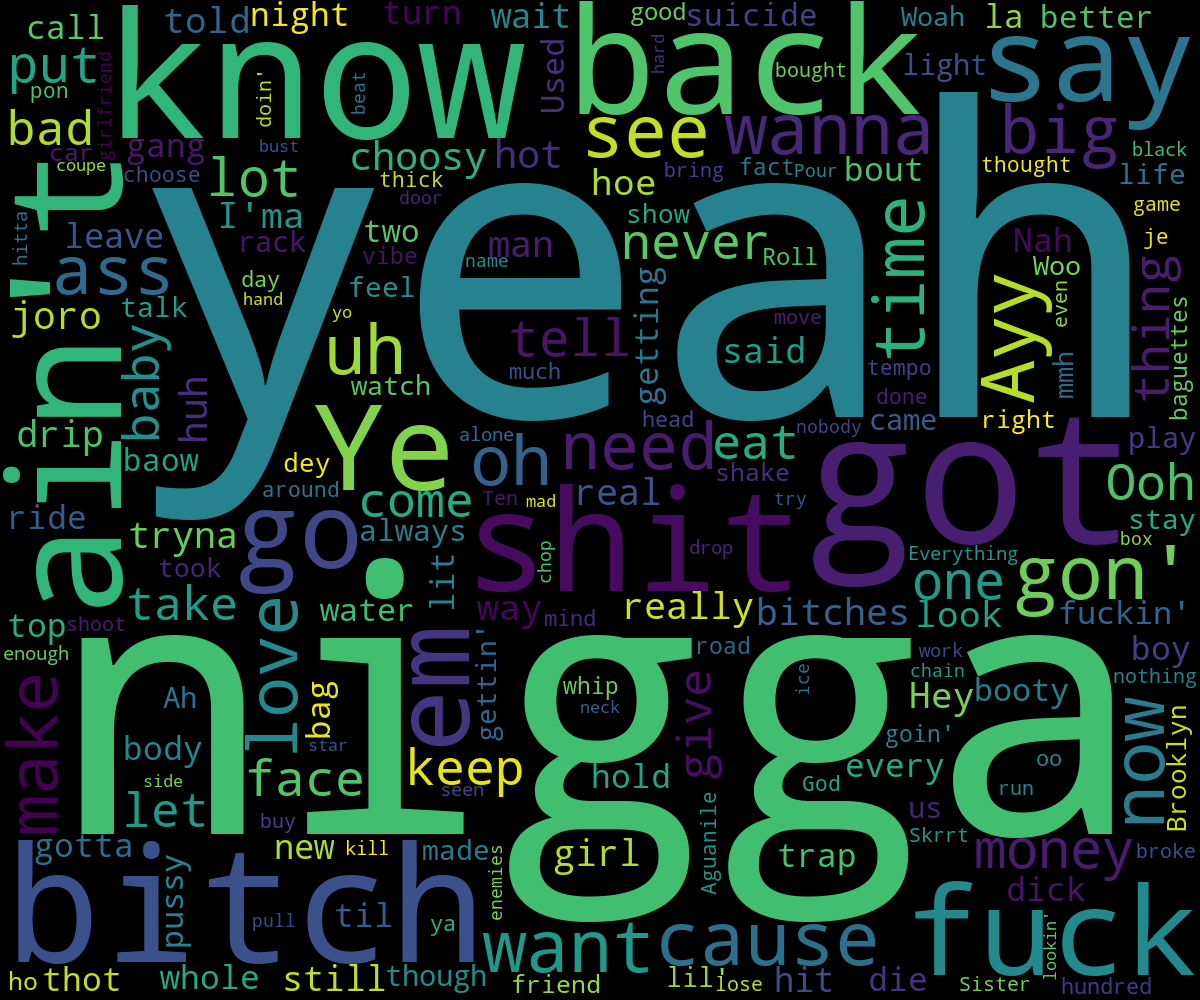 call told night turn wait good suicide Woah la better
put know Used hard back bought light say
pon girlfriend doin' beat
bad car gang bust see wanna big black
coupe choose lot choosy hot hoe bring fact Pour bout thought life
hitta ain't I'ma thick door show time game
leave rack two man never Roll Nah je
ass day vibe name yeah Woo thing
joro talk hand feel yo getting move Ayy even
baby uh tell said mmh baguettes
huh watch much tempo
drip Ye head done right
baow dey alone oh need eat nobody came play
around come real shake got Ooh
ride tryna go always Ten mad shit try stay
took lit chop drop Everything box
take water way mind really bitches one gon'
top shoot love look fuckin'
enough em gettin' nigga road work boy
make Ah bag whip ice chain nothing
body star neck give Hey booty now
side face keep hold God goin' Brooklyn
let seen every oo
buy run us
gotta new kill made girl trap Skrrt money broke
bitch pussy til enemies Aguanile dick
pull ya fuck
want cause lookin'
ho thot whole still though friend lil' lose hit die Sister hundred